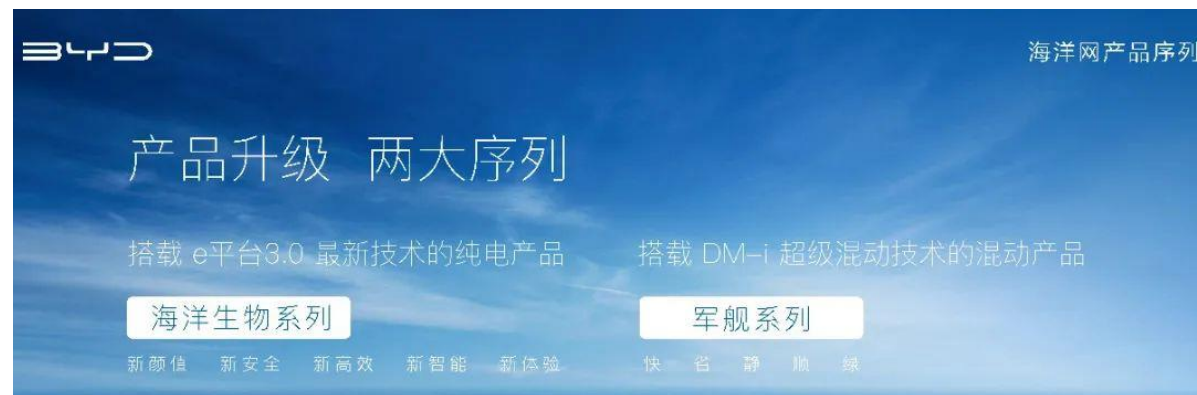 BYD
海洋网产品序列
产品升级 两大序列
搭载 e平台3.0 最新技术的纯电产品
搭载 DM-i 超级混动技术的混动产品
海洋生物系列
军舰系列
新颜值 新安全 新高效 新智能 新体验
快 省 静 顺 绿